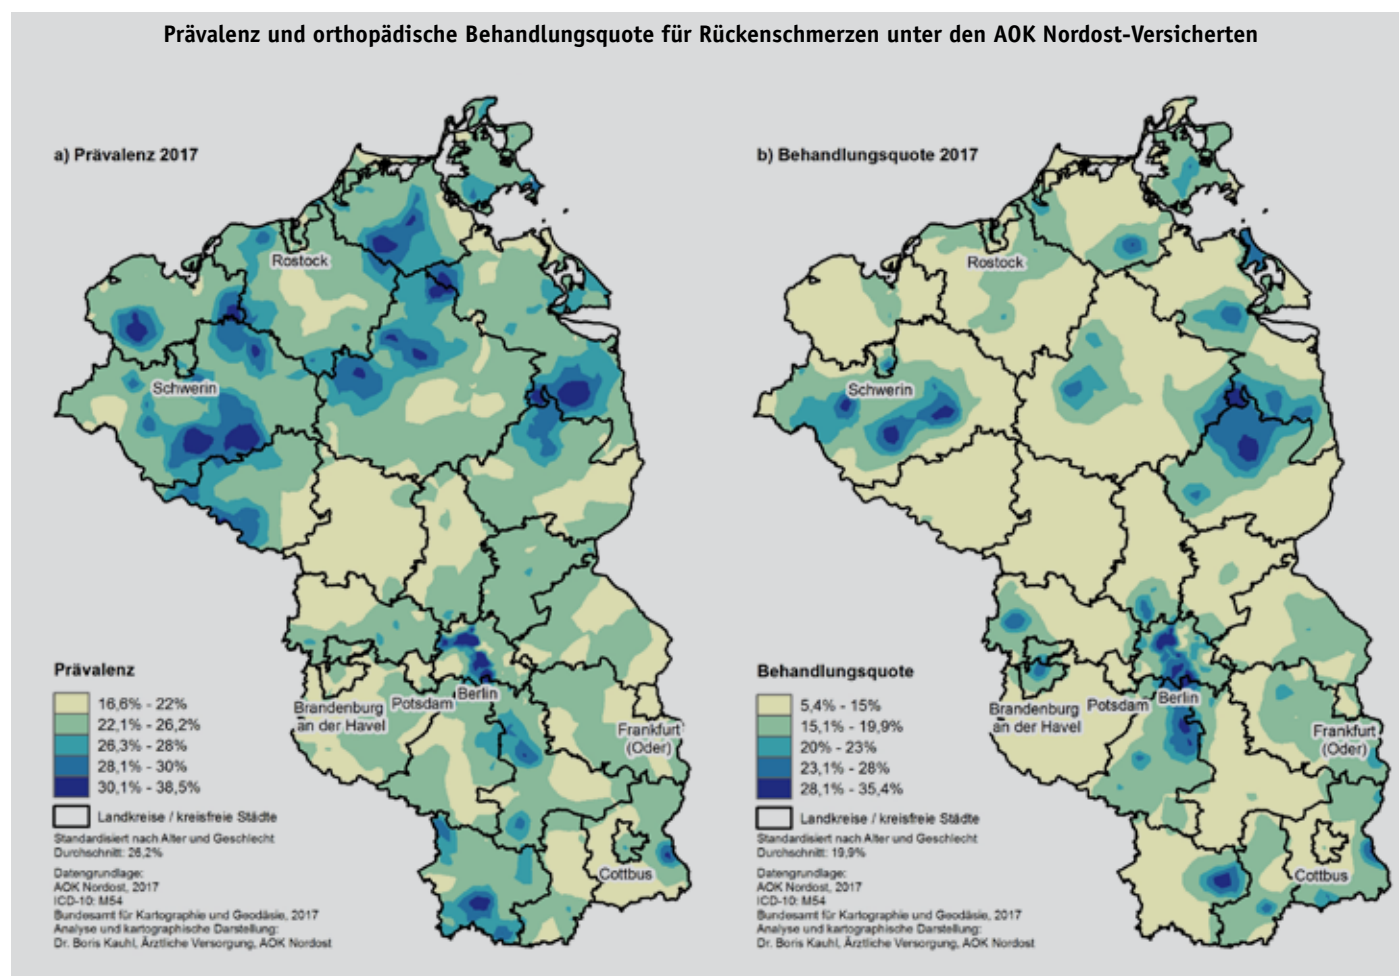 Prävalenz und orthopädische Behandlungsquote für Rückenschmerzen unter den AOK Nordost-Versicherten
a) Prävalenz 2017
Rostock
Schwerin
Berlin
Potsdam
Brandenburg
an der Havel
Frankfurt
(Oder)
Cottbus
Prävalenz
16,6% - 22%
22,1% - 26,2%
26,3% - 28%
28,1% - 30%
30,1% - 38,5%
Landkreise / kreisfreie Städte
Standardisiert nach Alter und Geschlecht
Durchschnitt: 26,2%
Datengrundlage:
AOK Nordost, 2017
ICD-10: M54
Bundesamt für Kartographie und Geodäsie, 2017
Analyse und kartographische Darstellung:
Dr. Boris Kauhl, Ärztliche Versorgung, AOK Nordost
b) Behandlungsquote 2017
Rostock
Schwerin
Berlin
Potsdam
Brandenburg
an der Havel
Frankfurt
(Oder)
Cottbus
Behandlungsquote
5,4% - 15%
15,1% - 19,9%
20% - 23%
23,1% - 28%
28,1% - 35,4%
Landkreise / kreisfreie Städte
Standardisiert nach Alter und Geschlecht
Durchschnitt: 19,9%
Datengrundlage:
AOK Nordost, 2017
ICD-10: M54
Bundesamt für Kartographie und Geodäsie, 2017
Analyse und kartographische Darstellung:
Dr. Boris Kauhl, Ärztliche Versorgung, AOK Nordost